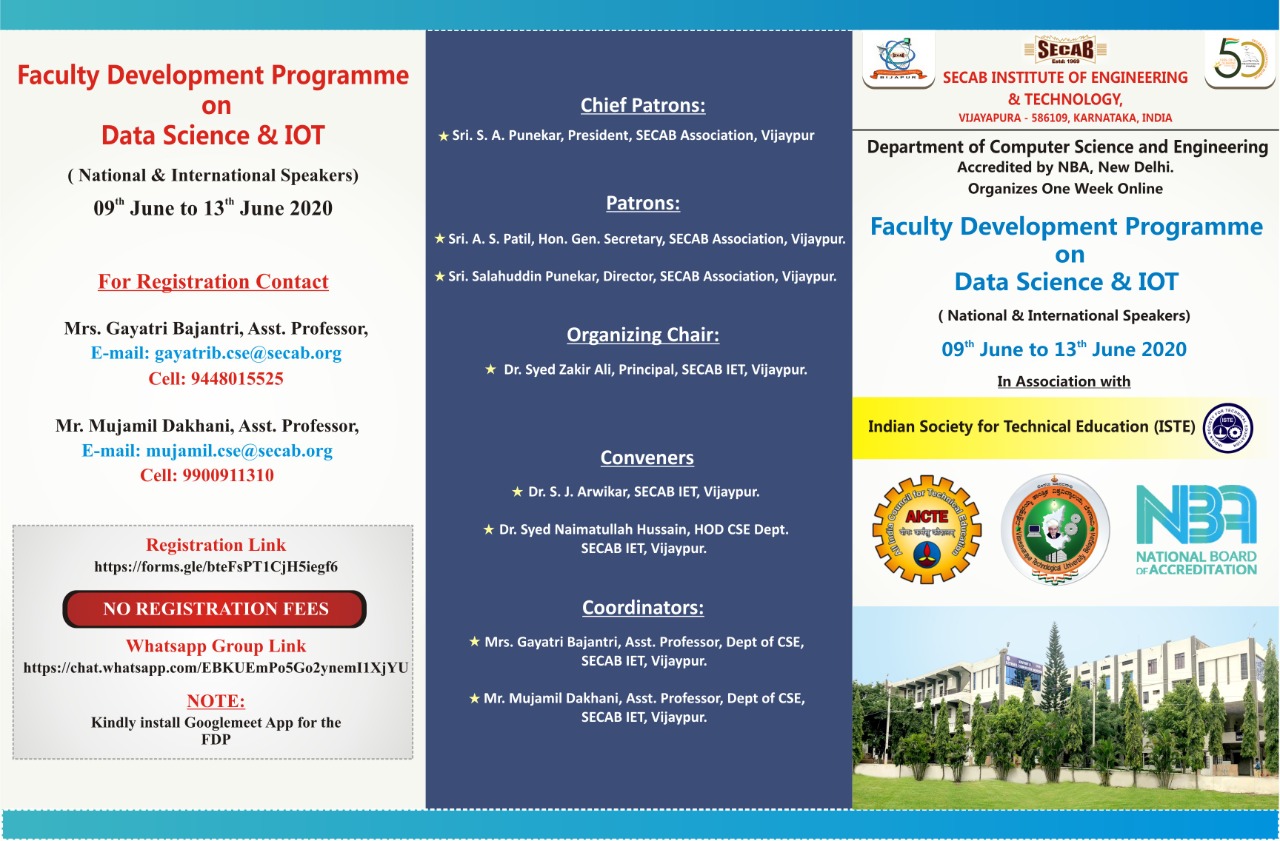 Faculty Development Programme
on
Data Science & IOT
( National & International Speakers)
09th June to 13th June 2020
For Registration Contact
Mrs. Gayatri Bajantri, Asst. Professor,
E-mail: gayatrib.cse@secab.org
Cell: 9448015525
Mr. Mujamil Dakhani, Asst. Professor,
E-mail: mujamil.cse@secab.org
Cell: 9900911310
Registration Link
https://forms.gle/bteFsPT1CjH5iegf6
NO REGISTRATION FEES
Whatsapp Group Link
https://chat.whatsapp.com/EBKUEmPo5Go2ynemI1XjYU
NOTE:
Kindly install Googlemeet App for the
FDP
Chief Patrons:
Sri. S. A. Punekar, President, SECAB Association, Vijaypur
Patrons:
Sri. A. S. Patil, Hon. Gen. Secretary, SECAB Association, Vijaypur.
Sri. Salahuddin Punekar, Director, SECAB Association, Vijaypur.
Organizing Chair:
Dr. Syed Zakir Ali, Principal, SECAB IET, Vijaypur.
Conveners
Dr. S. J. Arwikar, SECAB IET, Vijaypur.
Dr. Syed Naimatullah Hussain, HOD CSE Dept.
SECAB IET, Vijaypur.
Coordinators:
Mrs. Gayatri Bajantri, Asst. Professor, Dept of CSE,
SECAB IET, Vijaypur.
Mr. Mujamil Dakhani, Asst. Professor, Dept of CSE,
SECAB IET, Vijaypur.
BIJAPUR
SECAB
Estd: 1969
50
SECAB INSTITUTE OF ENGINEERING
& TECHNOLOGY,
VIJAYAPURA - 586109, KARNATAKA, INDIA
Department of Computer Science and Engineering
Accredited by NBA, New Delhi.
Organizes One Week Online
Faculty Development Programme
on
Data Science & IOT
( National & International Speakers)
09th June to 13th June 2020
In Association with
Indian Society for Technical Education (ISTE)
ISTE
All India Council for Technical Education
AICTE
Visvesvaraya Technological University
NBA
NATIONAL BOARD
OF ACCREDITATION